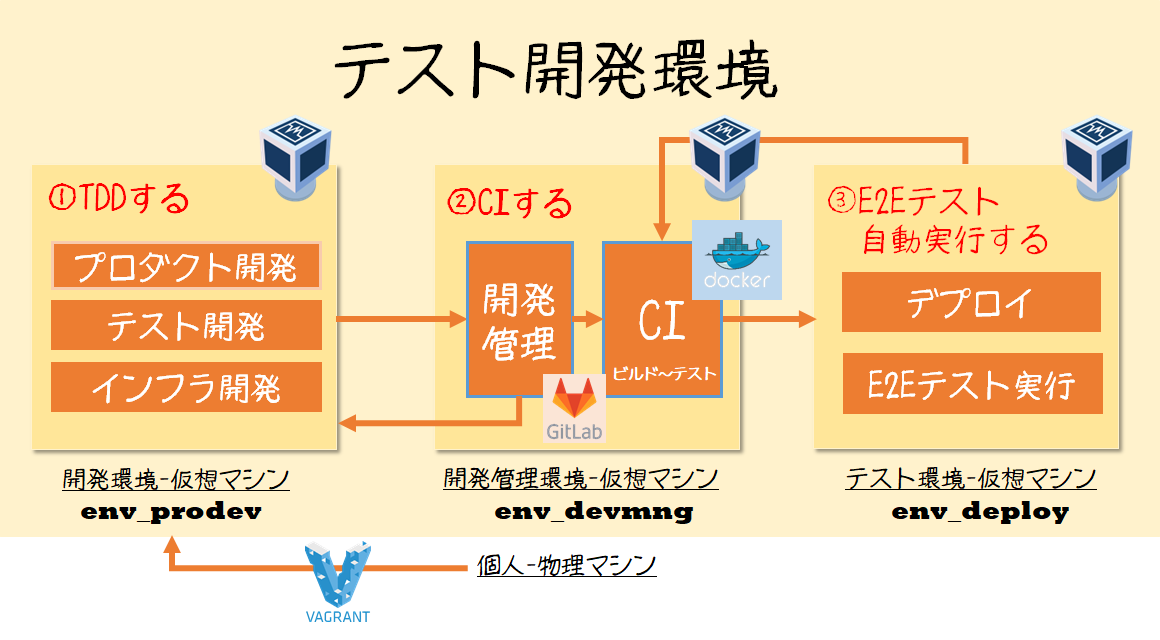 テスト開発環境
①TDDする
プロダクト開発
テスト開発
インフラ開発
開発環境-仮想マシン
env_prodev
②CIする
開発
管理
GitLab
docker
CI
ビルド～テスト
開発管理環境-仮想マシン
env_devmng
③E2Eテスト
自動実行する
デプロイ
E2Eテスト実行
テスト環境-仮想マシン
env_deploy
個人-物理マシン
VAGRANT